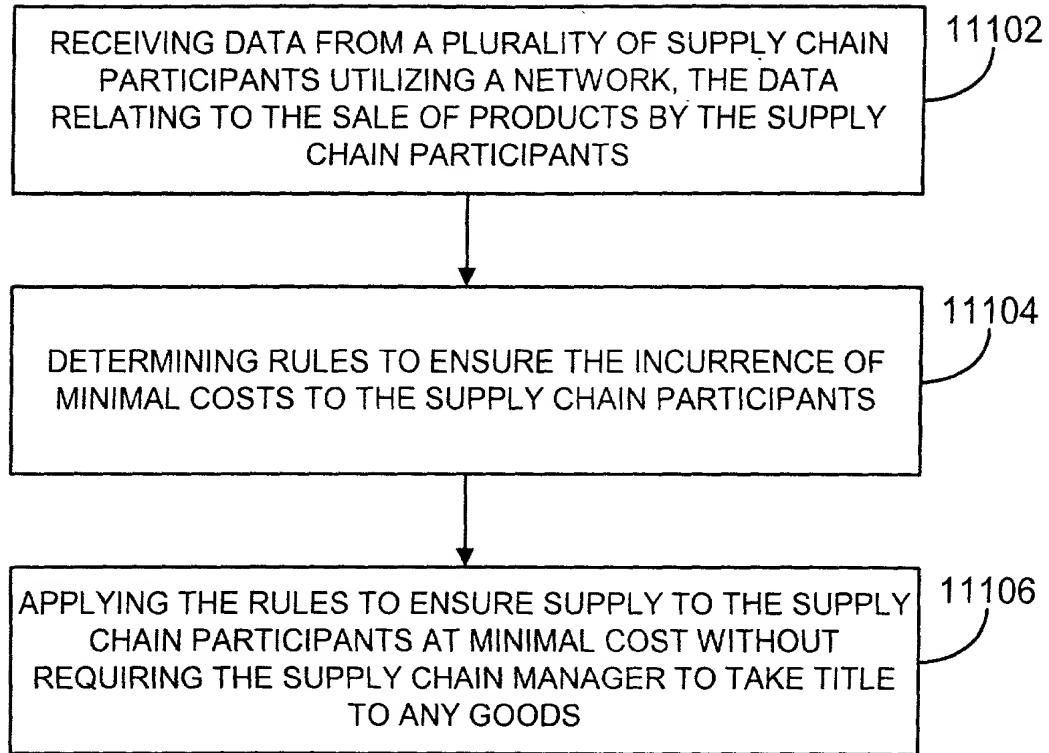 RECEIVING DATA FROM A PLURALITY OF SUPPLY CHAIN
PARTICIPANTS UTILIZING A NETWORK, THE DATA
RELATING TO THE SALE OF PRODUCTS BY THE SUPPLY
CHAIN PARTICIPANTS
11102
DETERMINING RULES TO ENSURE THE INCURRENCE OF
MINIMAL COSTS TO THE SUPPLY CHAIN PARTICIPANTS
11104
APPLYING THE RULES TO ENSURE SUPPLY TO THE SUPPLY
CHAIN PARTICIPANTS AT MINIMAL COST WITHOUT
REQUIRING THE SUPPLY CHAIN MANAGER TO TAKE TITLE
TO ANY GOODS
11106